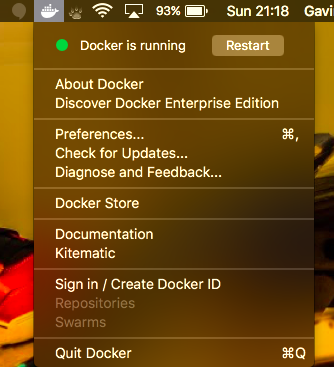 93% Sun 21:18 Gavi
Docker is running Restart
About Docker
Discover Docker Enterprise Edition
Preferences... ⌘,
Check for Updates...
Diagnose and Feedback...
Docker Store
Documentation
Kitematic
Sign in / Create Docker ID
Repositories
Swarms
Quit Docker ⌘Q